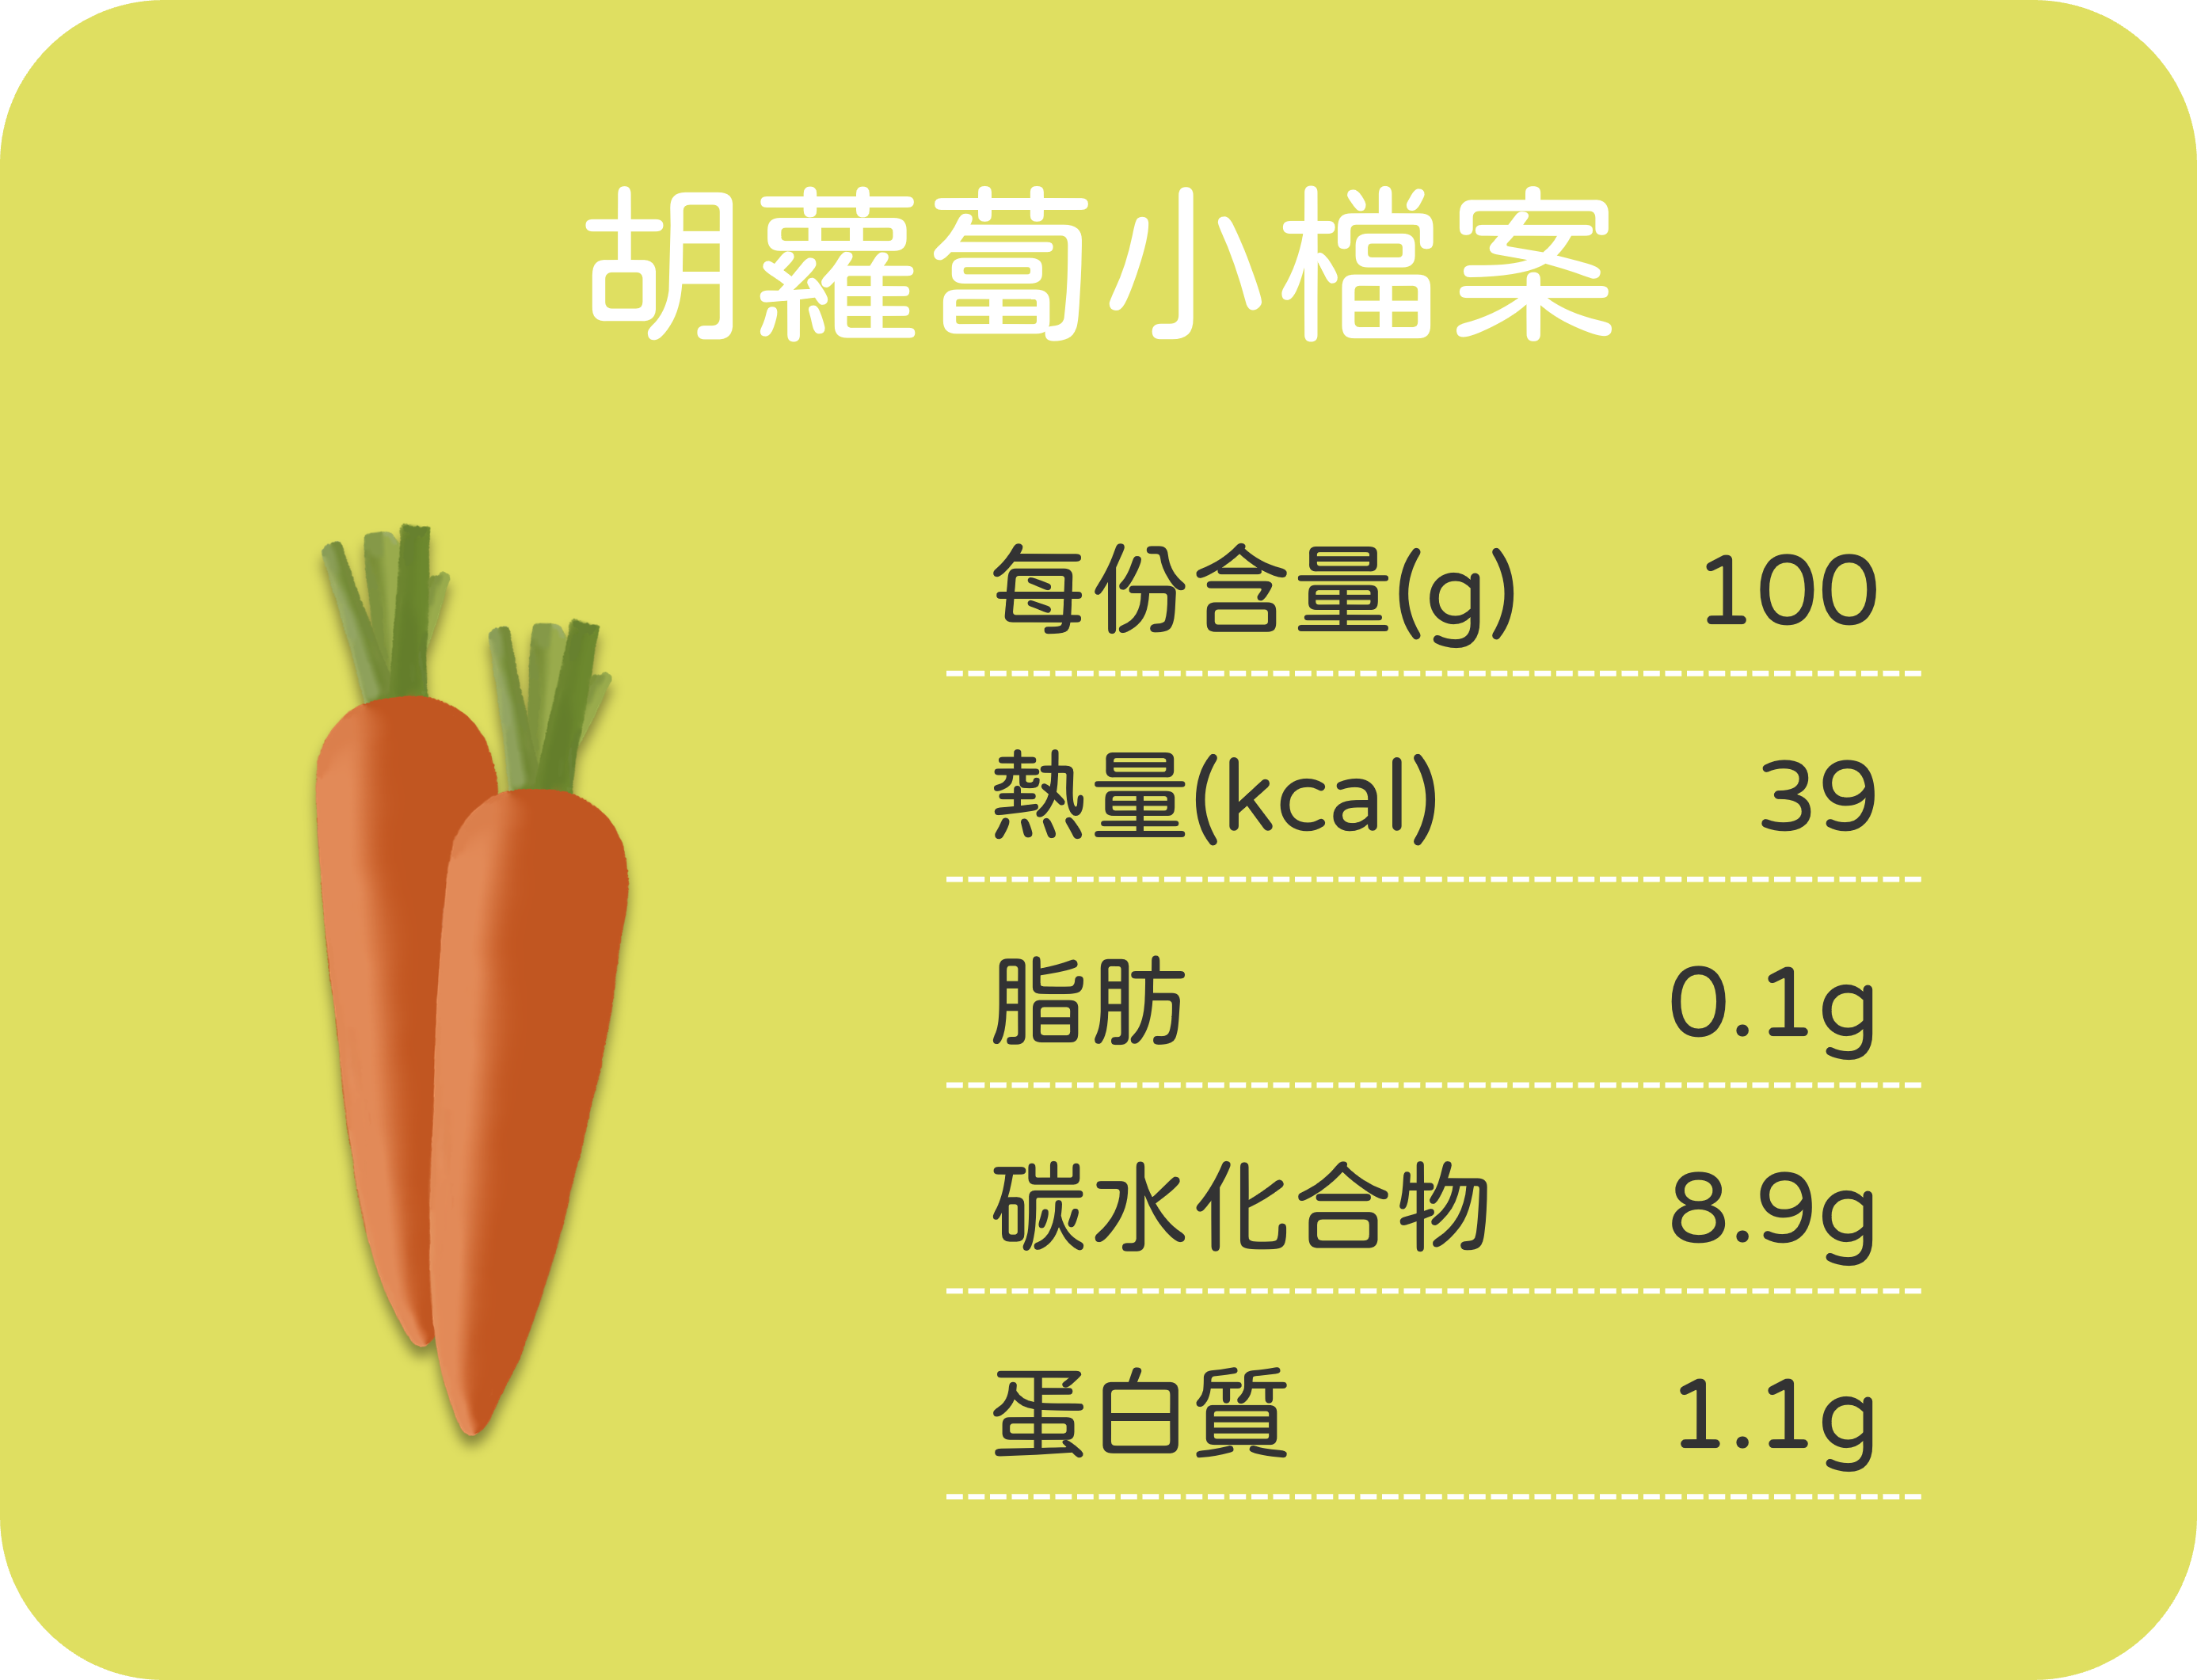 胡蘿蔔小檔案
每份含量(g) 100
熱量(kcal) 39
脂肪 0.1g
碳水化合物 8.9g
蛋白質 1.1g